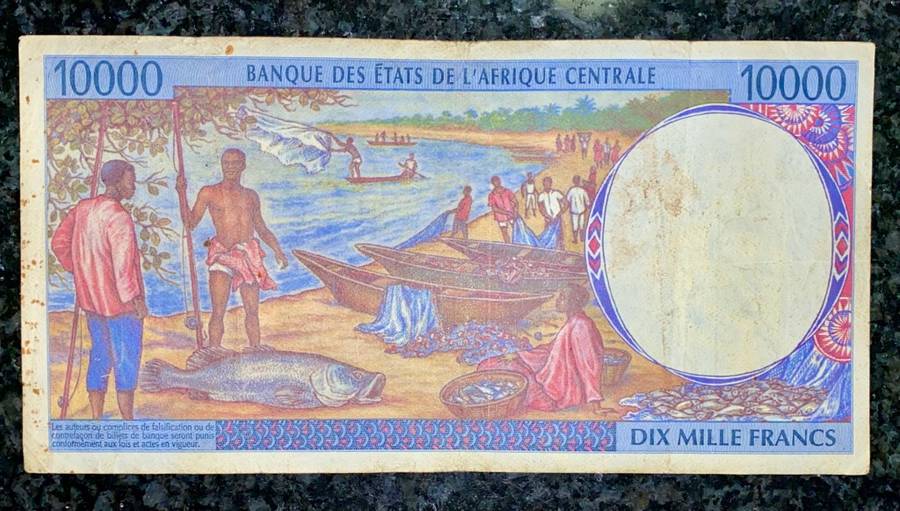 10000
BANQUE DES ÉTATS DE L'AFRIQUE CENTRALE
10000
Les auteurs ou complices de falsification ou de
contrefaçon de billets de banque seront punis
conformément aux lois et actes en vigueur.
DIX MILLE FRANCS